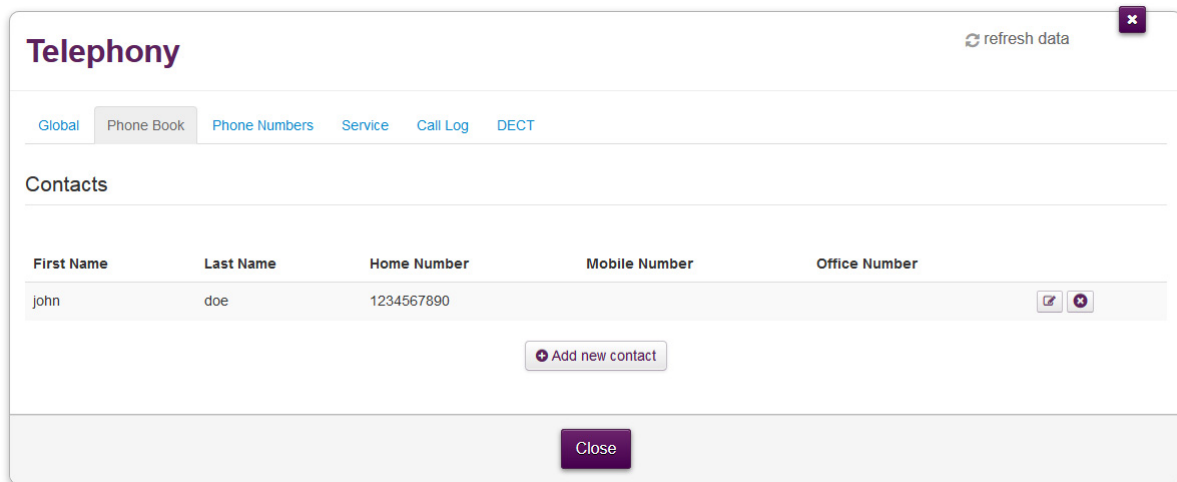 Telephony
refresh data
Global Phone Book Phone Numbers Service Call Log DECT
Contacts
First Name Last Name Home Number Mobile Number Office Number
john doe 1234567890
Add new contact
Close